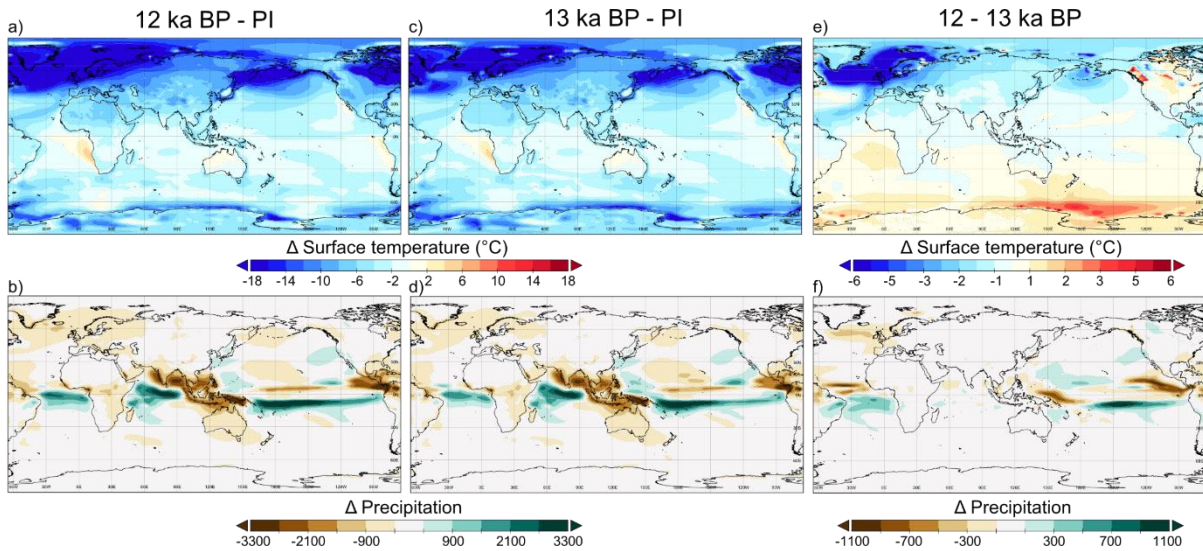 12 ka BP - PI
13 ka BP - PI
12 - 13 ka BP
a)
c)
e)
Δ Surface temperature (°C)
-18 -14 -10 -6 -2 2 6 10 14 18
Δ Surface temperature (°C)
-6 -5 -3 -2 -1 1 2 3 5 6
b)
d)
f)
Δ Precipitation
-3300 -2100 -900 900 2100 3300
Δ Precipitation
-1100 -700 -300 300 700 1100